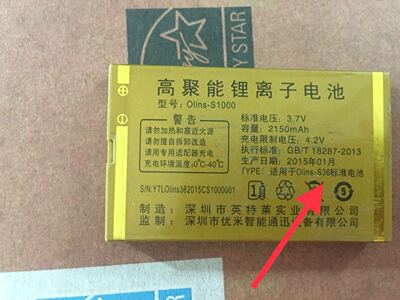 高聚能锂离子电池
型号：Olins-S1000
警告
请勿加热和靠近火源
请勿擅自拆卸改造
请用专用适配器充电
充电环境温度：0℃-40℃
标准电压：3.7V
容量：2150mAh
充电限制电压：4.2V
执行标准：GB/T 18287-2013
生产日期：2015年01月
TYPE：适用于Olins-S36标准电池
S/N:YTLOlins362015CS1000001
制造：深圳市英特莱实业有限公司
监制：深圳市优米智能通迅设备有限公司
Y STAR